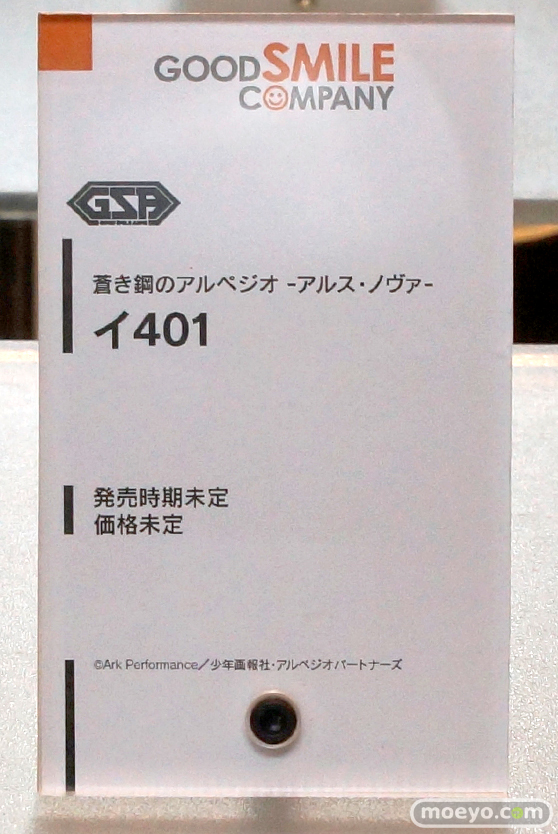 GOOD SMILE
COMPANY
GSA
蒼き鋼のアルペジオ -アルス・ノヴァ-
イ401
発売時期未定
価格未定
©Ark Performance／少年画報社・アルペジオパートナーズ
moeyo.com